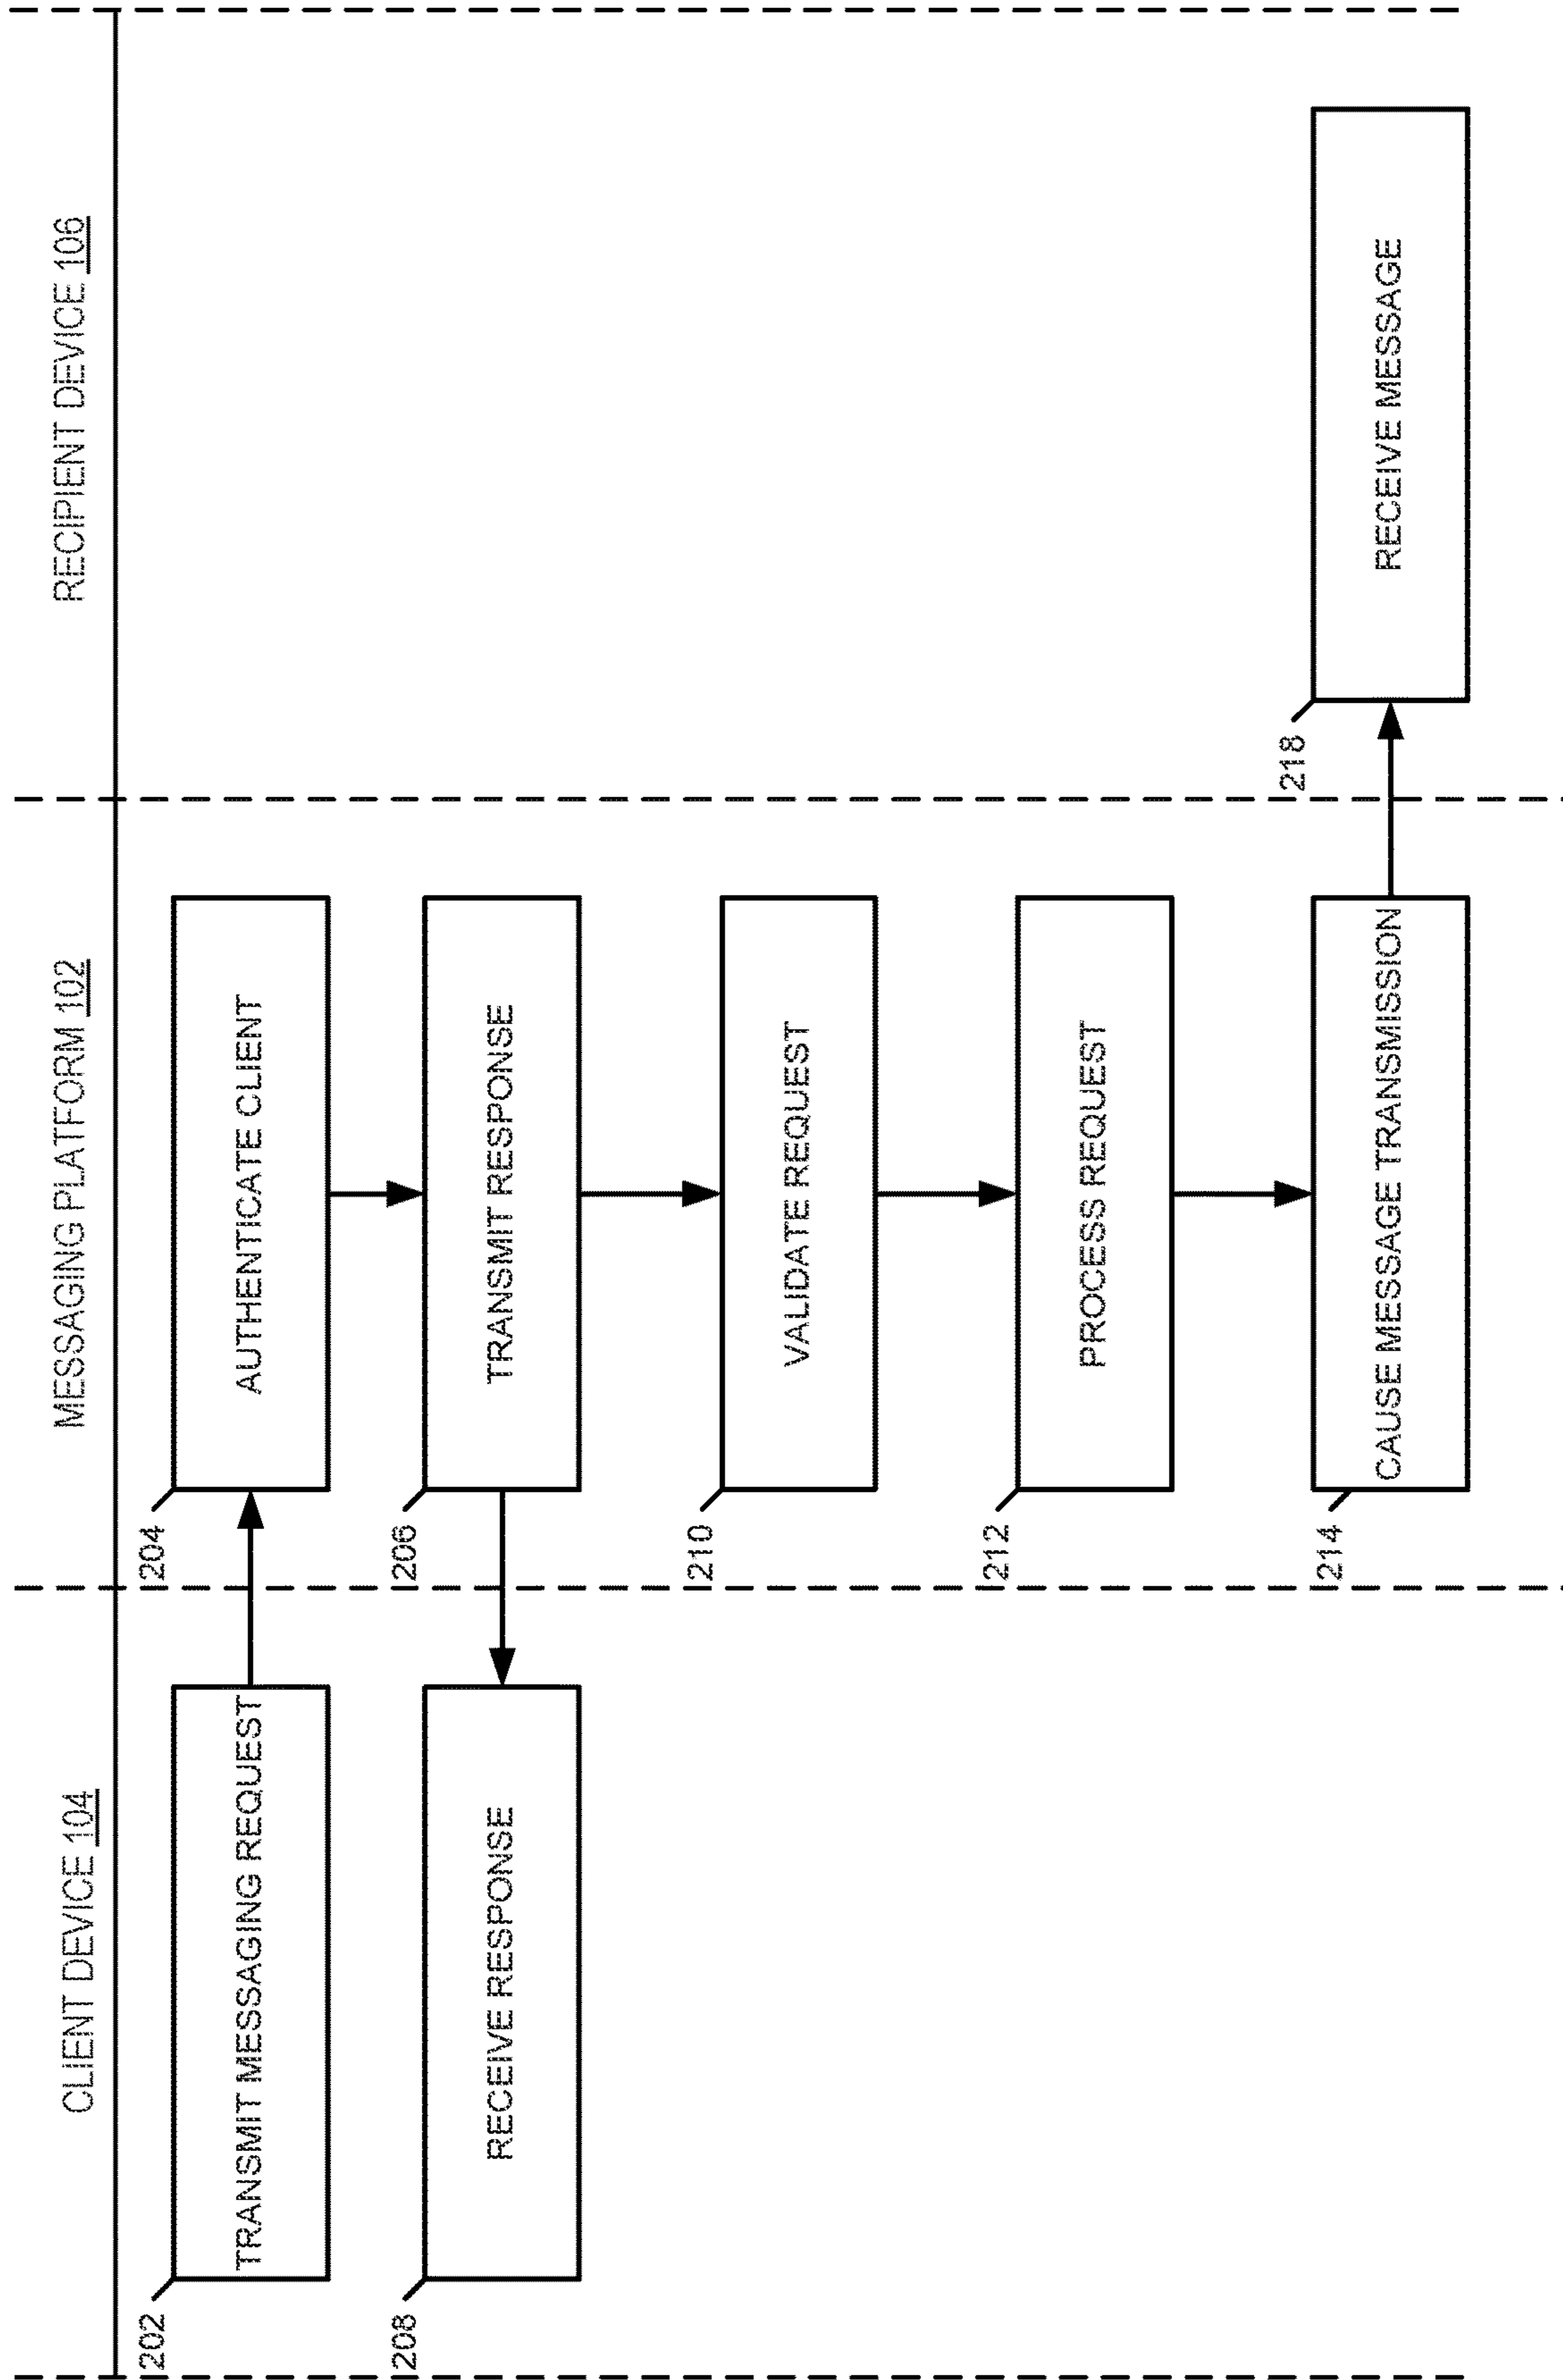 CLIENT DEVICE 104
MESSAGING PLATFORM 102
RECIPIENT DEVICE 106
202
TRANSMIT MESSAGING REQUEST
204
AUTHENTICATE CLIENT
208
RECEIVE RESPONSE
206
TRANSMIT RESPONSE
210
VALIDATE REQUEST
212
PROCESS REQUEST
214
CAUSE MESSAGE TRANSMISSION
218
RECEIVE MESSAGE